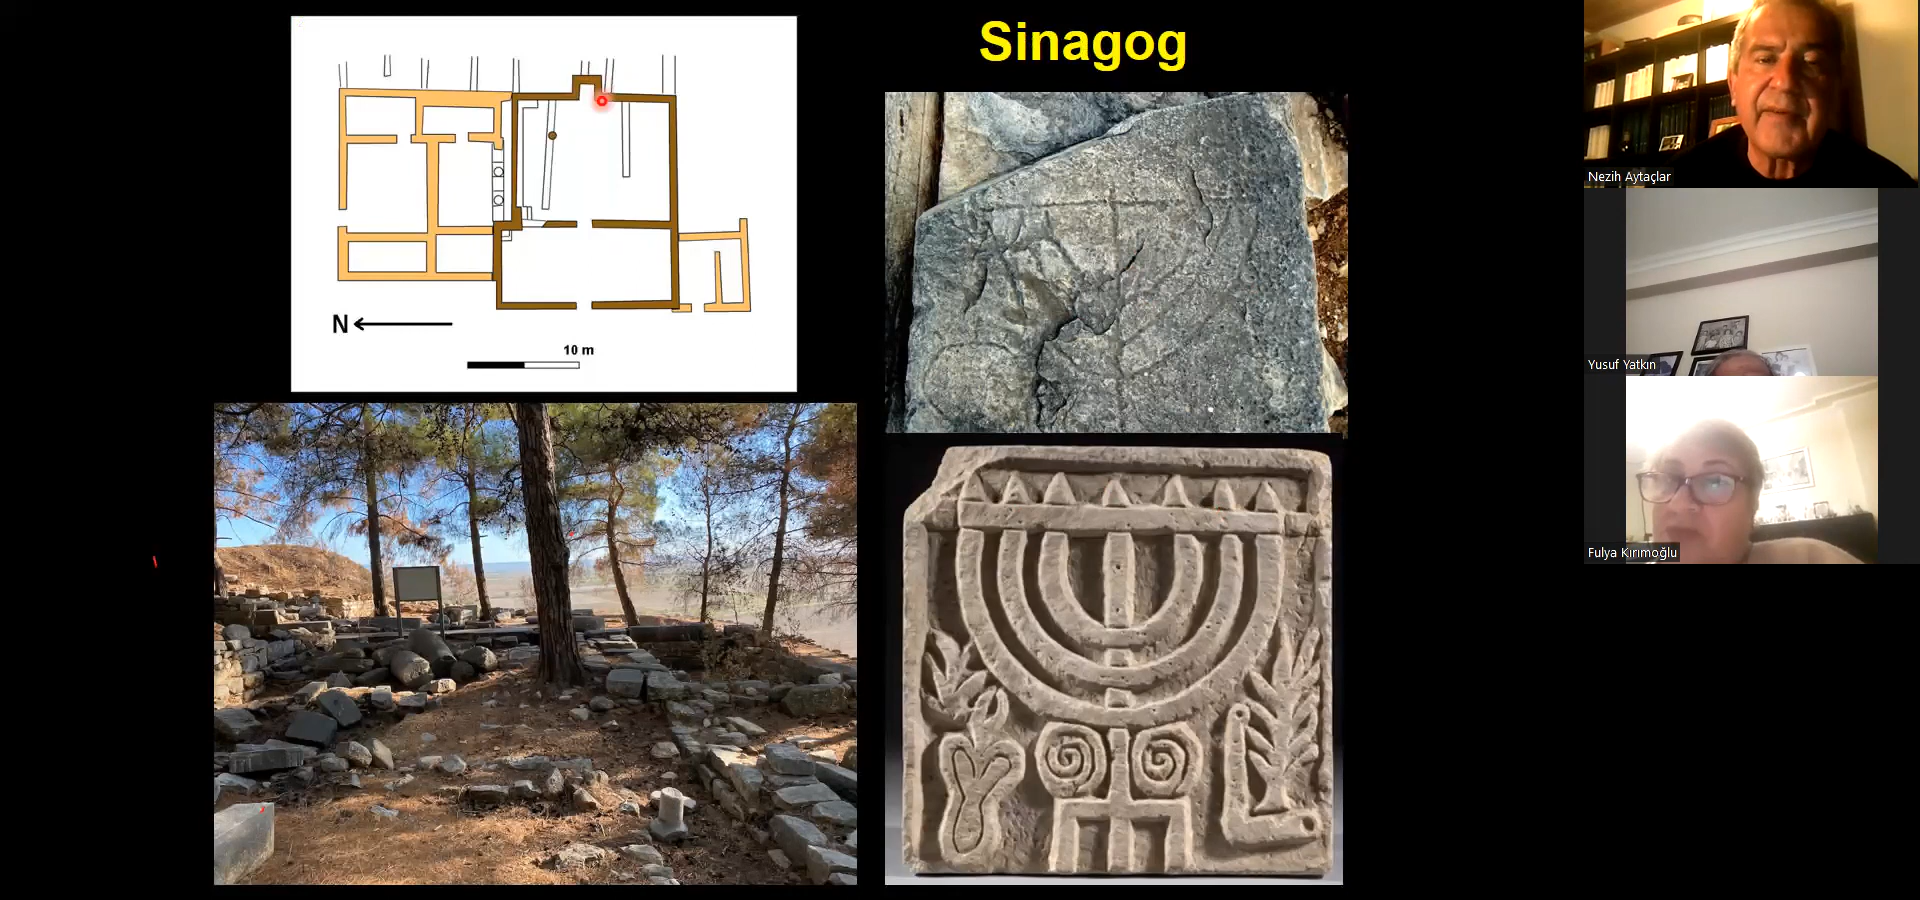 Sinagog
N
10 m
Nezih Aytaçlar
Yusuf Yatkın
Fulya Kırımoğlu